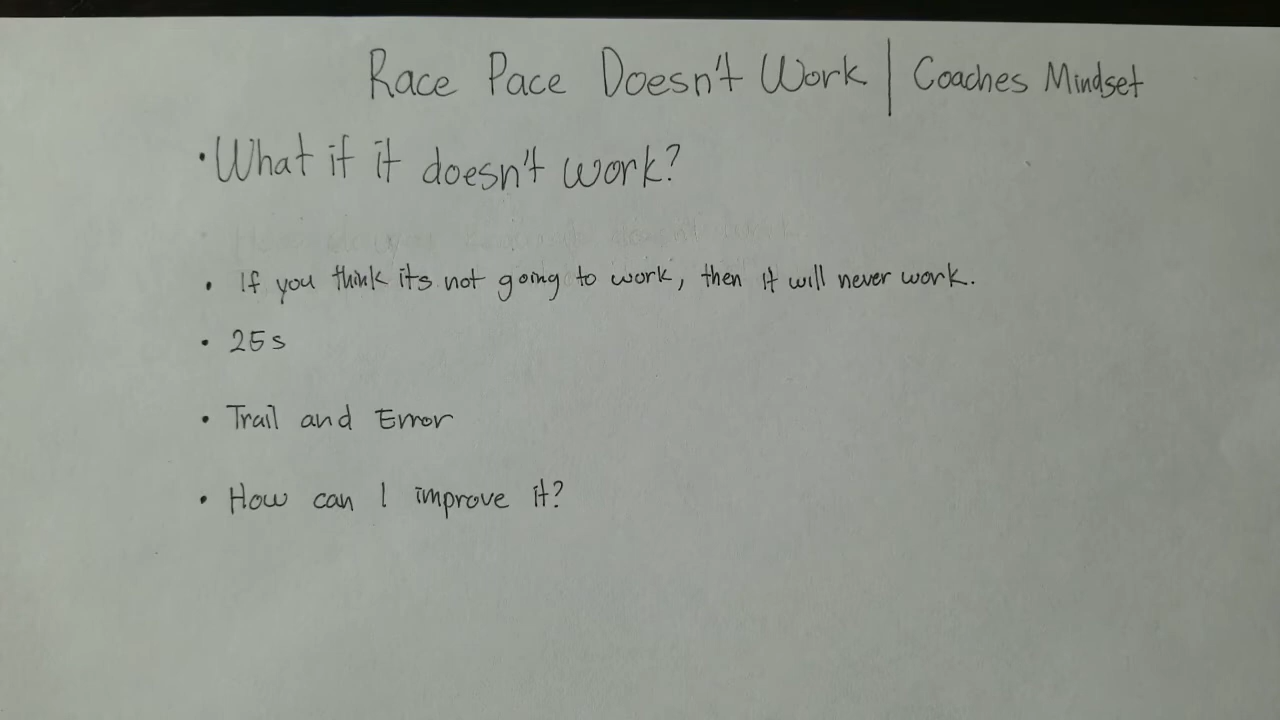 Race Pace Doesn't Work | Coaches Mindset
• What if it doesn't work?
• If you think its not going to work, then it will never work.
• 25s
• Trail and Error
• How can I improve it?